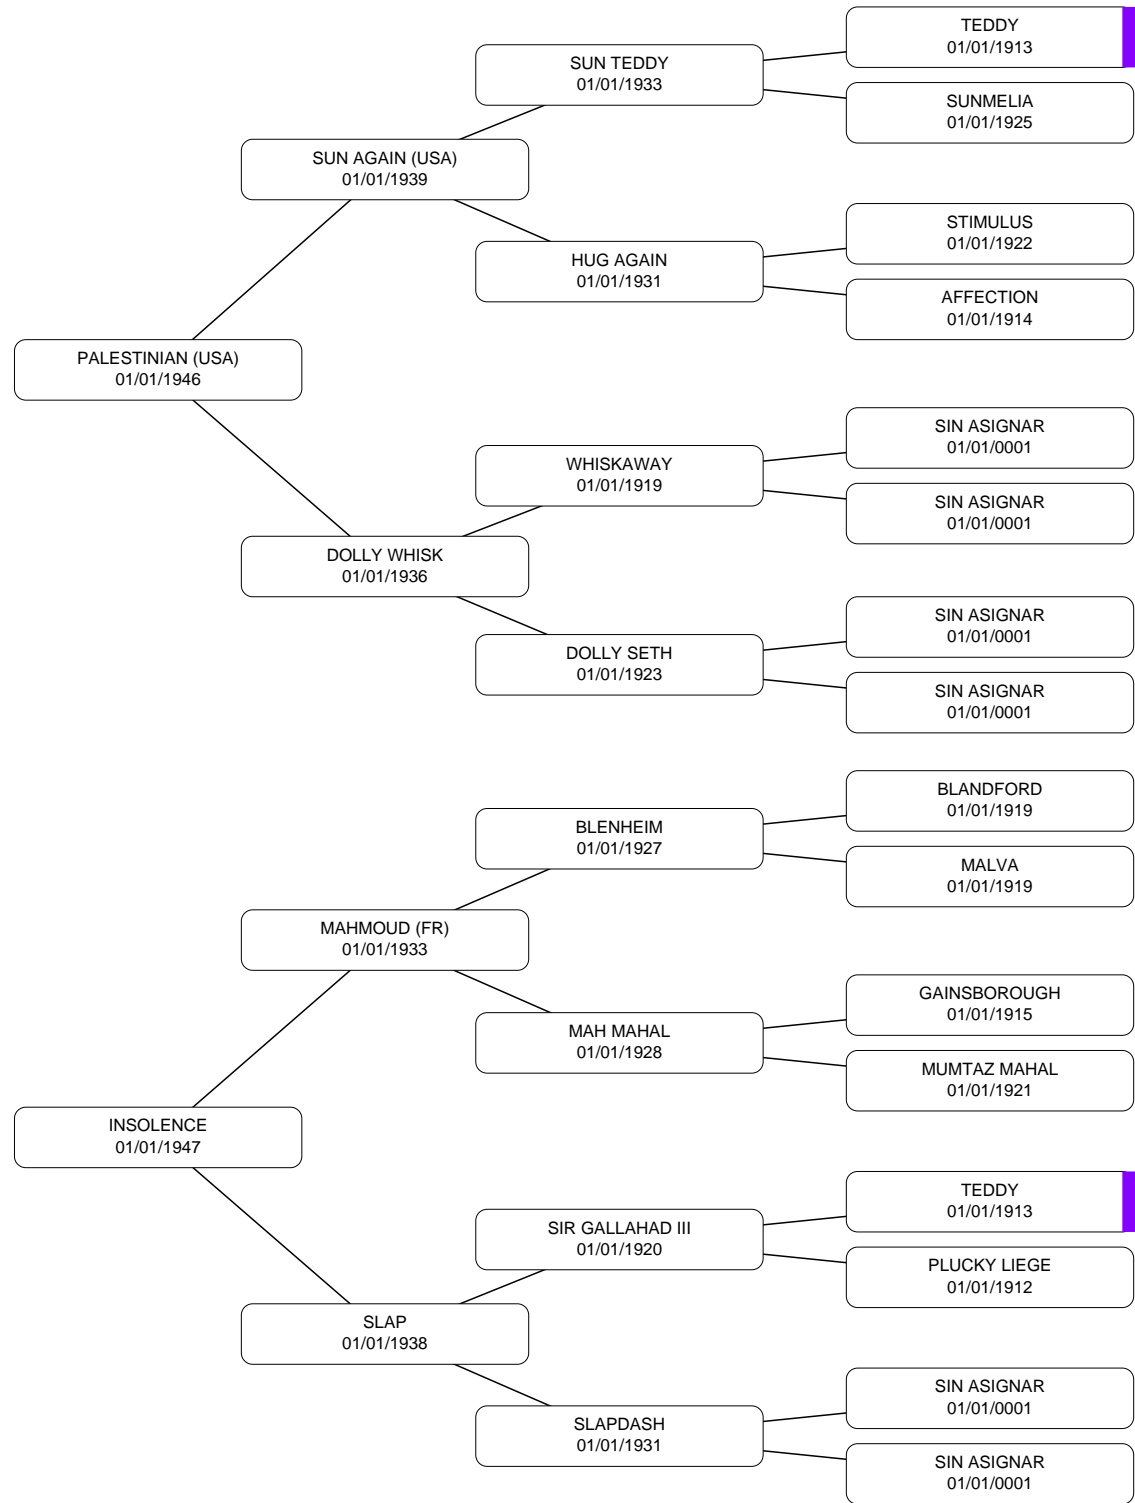 TEDDY
01/01/1913
SUN TEDDY
01/01/1933
SUNMELIA
01/01/1925
SUN AGAIN (USA)
01/01/1939
STIMULUS
01/01/1922
HUG AGAIN
01/01/1931
AFFECTION
01/01/1914
PALESTINIAN (USA)
01/01/1946
SIN ASIGNAR
01/01/0001
WHISKAWAY
01/01/1919
SIN ASIGNAR
01/01/0001
DOLLY WHISK
01/01/1936
SIN ASIGNAR
01/01/0001
DOLLY SETH
01/01/1923
SIN ASIGNAR
01/01/0001
BLANDFORD
01/01/1919
BLENHEIM
01/01/1927
MALVA
01/01/1919
MAHMOUD (FR)
01/01/1933
GAINSBOROUGH
01/01/1915
MAH MAHAL
01/01/1928
MUMTAZ MAHAL
01/01/1921
INSOLENCE
01/01/1947
TEDDY
01/01/1913
SIR GALLAHAD III
01/01/1920
PLUCKY LIEGE
01/01/1912
SLAP
01/01/1938
SIN ASIGNAR
01/01/0001
SLAPDASH
01/01/1931
SIN ASIGNAR
01/01/0001